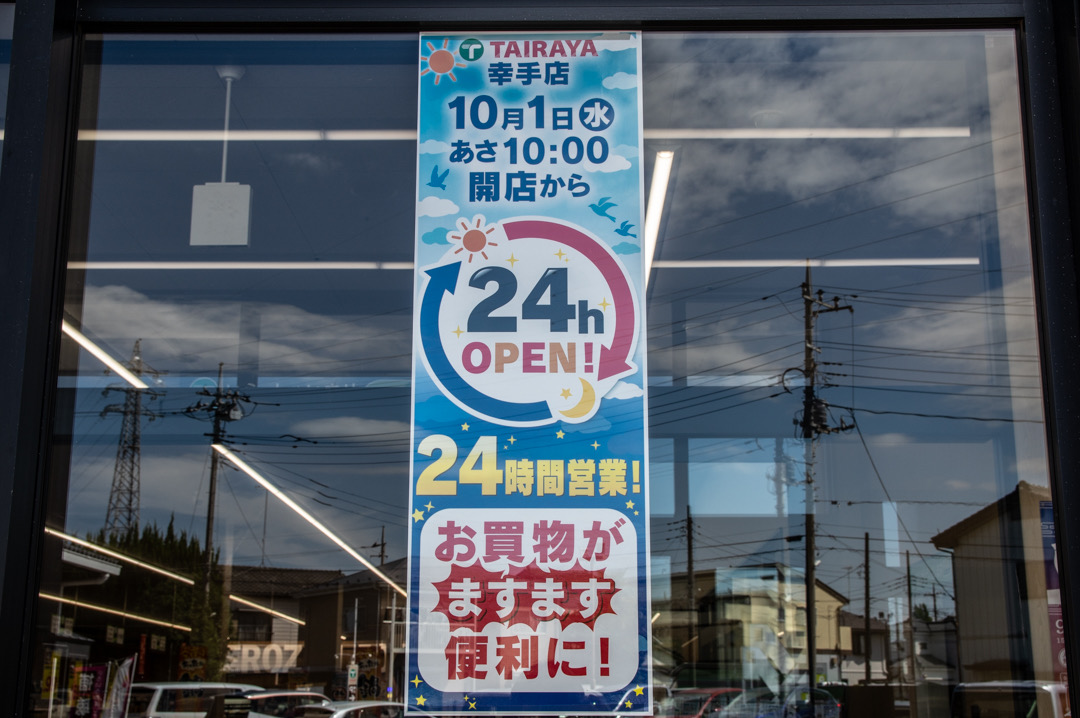 TAIRAYA
幸手店
10月1日㊌
あさ10:00
開店から
24h
OPEN!
24時間営業!
お買物が
ますます
便利に!